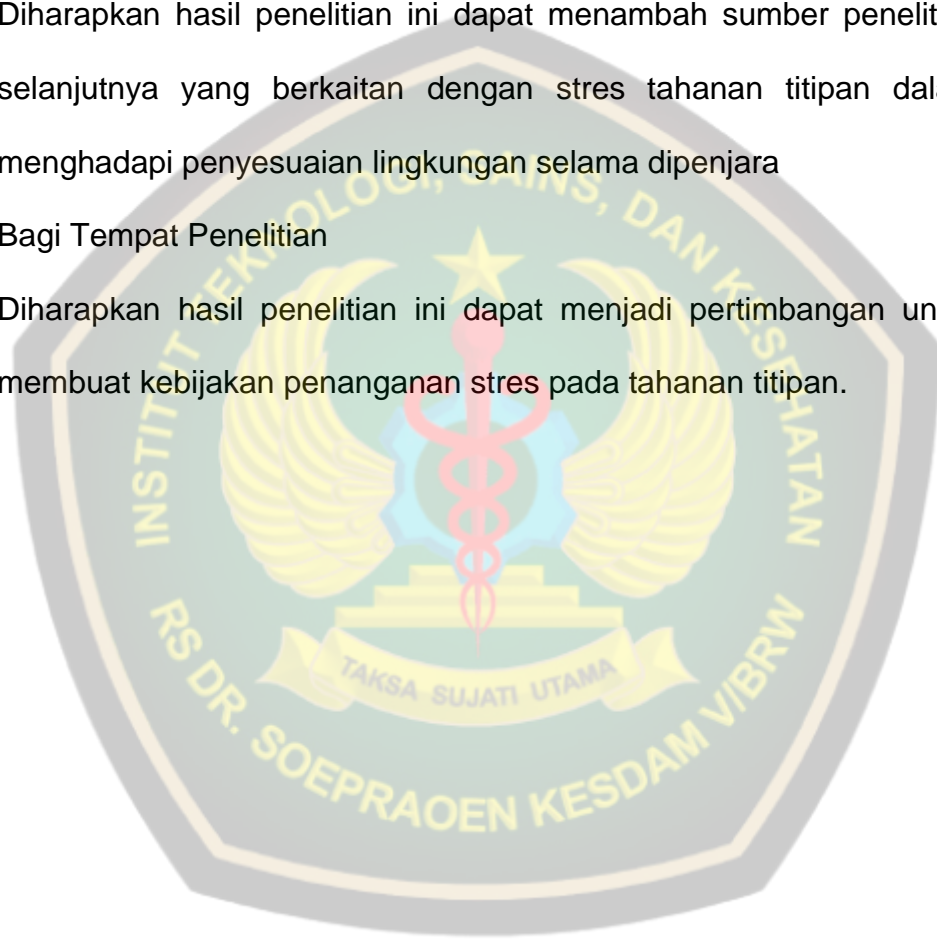 Diharapkan hasil penelitian ini dapat menambah sumber penelit
selanjutnya yang berkaitan dengan stres tahanan titipan dala
menghadapi penyesuaian lingkungan selama dipenjara
Bagi Tempat Penelitian
Diharapkan hasil penelitian ini dapat menjadi pertimbangan un
membuat kebijakan penanganan stres pada tahanan titipan.
INSTITUT TEKNOLOGI, SAINS, DAN KESEHATAN
TAKSA SUJATI UTAMA
RS DR. SOEPRAOEN KESDAM V/BRW